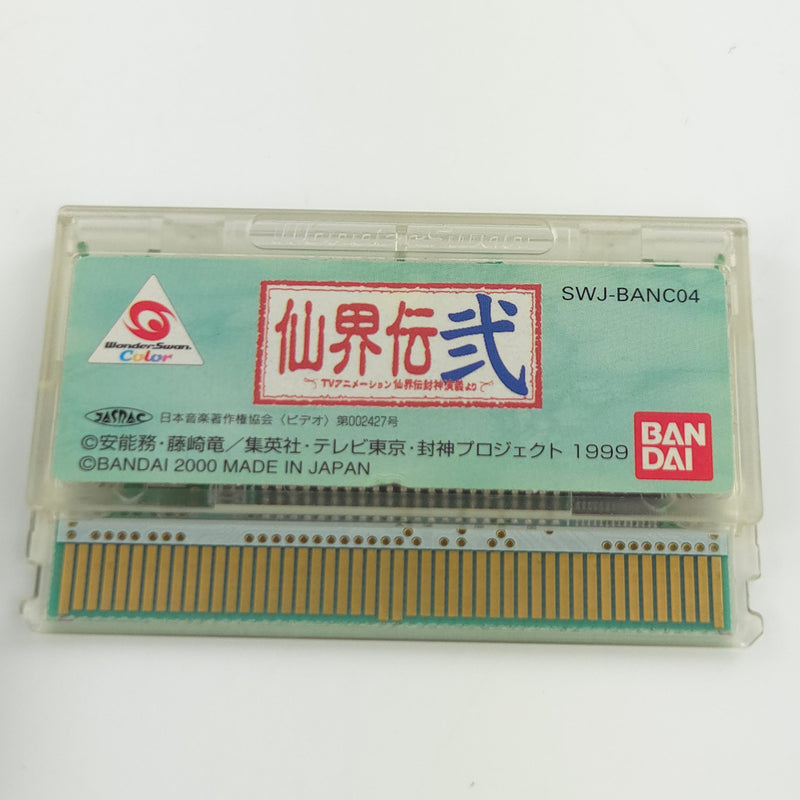 WonderSwan
WonderSwan
Color
仙界伝 弐
TVアニメーション 仙界伝封神演義より
SWJ-BANC04
JASRAC 日本音楽著作権協会〈ビデオ〉第002427号
©安能務・藤崎竜／集英社・テレビ東京・封神プロジェクト 1999
©BANDAI 2000 MADE IN JAPAN
BAN
DAI